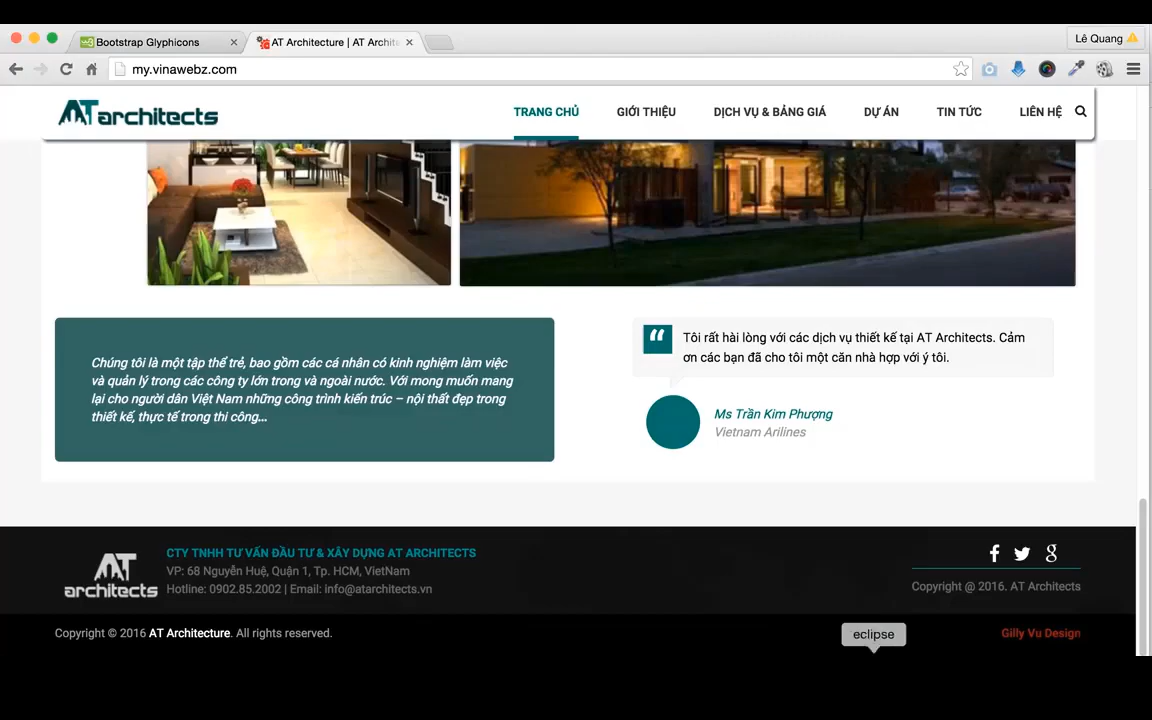 Bootstrap Glyphicons
AT Architecture | AT Archite
Lê Quang
my.vinawebz.com
AT architects
TRANG CHỦ
GIỚI THIỆU
DỊCH VỤ & BẢNG GIÁ
DỰ ÁN
TIN TỨC
LIÊN HỆ
Chúng tôi là một tập thể trẻ, bao gồm các cá nhân có kinh nghiệm làm việc
và quản lý trong các công ty lớn trong và ngoài nước. Với mong muốn mang
lại cho người dân Việt Nam những công trình kiến trúc – nội thất đẹp trong
thiết kế, thực tế trong thi công...
“ Tôi rất hài lòng với các dịch vụ thiết kế tại AT Architects. Cảm
ơn các bạn đã cho tôi một căn nhà hợp với ý tôi.
Ms Trần Kim Phượng
Vietnam Arilines
AT
architects
CTY TNHH TƯ VẤN ĐẦU TƯ & XÂY DỰNG AT ARCHITECTS
VP: 68 Nguyễn Huệ, Quận 1, Tp. HCM, VietNam
Hotline: 0902.85.2002 | Email: info@atarchitects.vn
Copyright @ 2016. AT Architects
Copyright © 2016 AT Architecture. All rights reserved.
eclipse
Gilly Vu Design